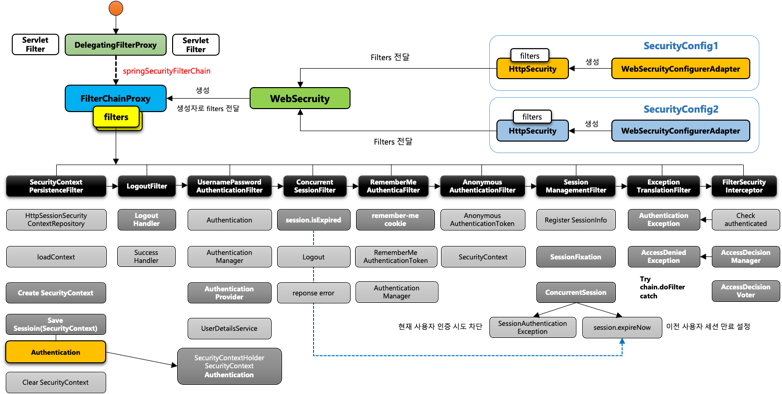 Servlet
Filter
DelegatingFilterProxy
Servlet
Filter
springSecurityFilterChain
FilterChainProxy
filters
생성
생성자로 filters 전달
WebSecruity
Filters 전달
Filters 전달
SecurityConfig1
filters
HttpSecurity
생성
WebSecruityConfigurerAdapter
SecurityConfig2
filters
HttpSecurity
생성
WebSecruityConfigurerAdapter
SecurityContext
PersistenceFilter
LogoutFilter
UsernamePassword
AuthenticationFilter
Concurrent
SessionFilter
RememberMe
AuthenticaFilter
Anonymous
AuthenticationFilter
Session
ManagementFilter
Exception
TranslationFilter
FilterSecurity
Interceptor
HttpSessionSecurity
ContextRepository
Logout
Handler
Authentication
session.isExpired
remember-me
cookie
Anonymous
AuthenticationToken
Register SessionInfo
Authentication
Exception
Check
authenticated
loadContext
Success
Handler
Authentication
Manager
Logout
RememberMe
AuthenticationToken
SecurityContext
SessionFixation
AccessDenied
Exception
AccessDecision
Manager
Create SecurityContext
Authentication
Provider
reponse error
Authentication
Manager
ConcurrentSession
Try
chain.doFilter
catch
AccessDecision
Voter
Save
Sessioin(SecurityContext)
UserDetailsService
현재 사용자 인증 시도 차단
SessionAuthentication
Exception
session.expireNow
이전 사용자 세션 만료 설정
Authentication
SecurityContextHolder
SecurityContext
Authentication
Clear SecurityContext